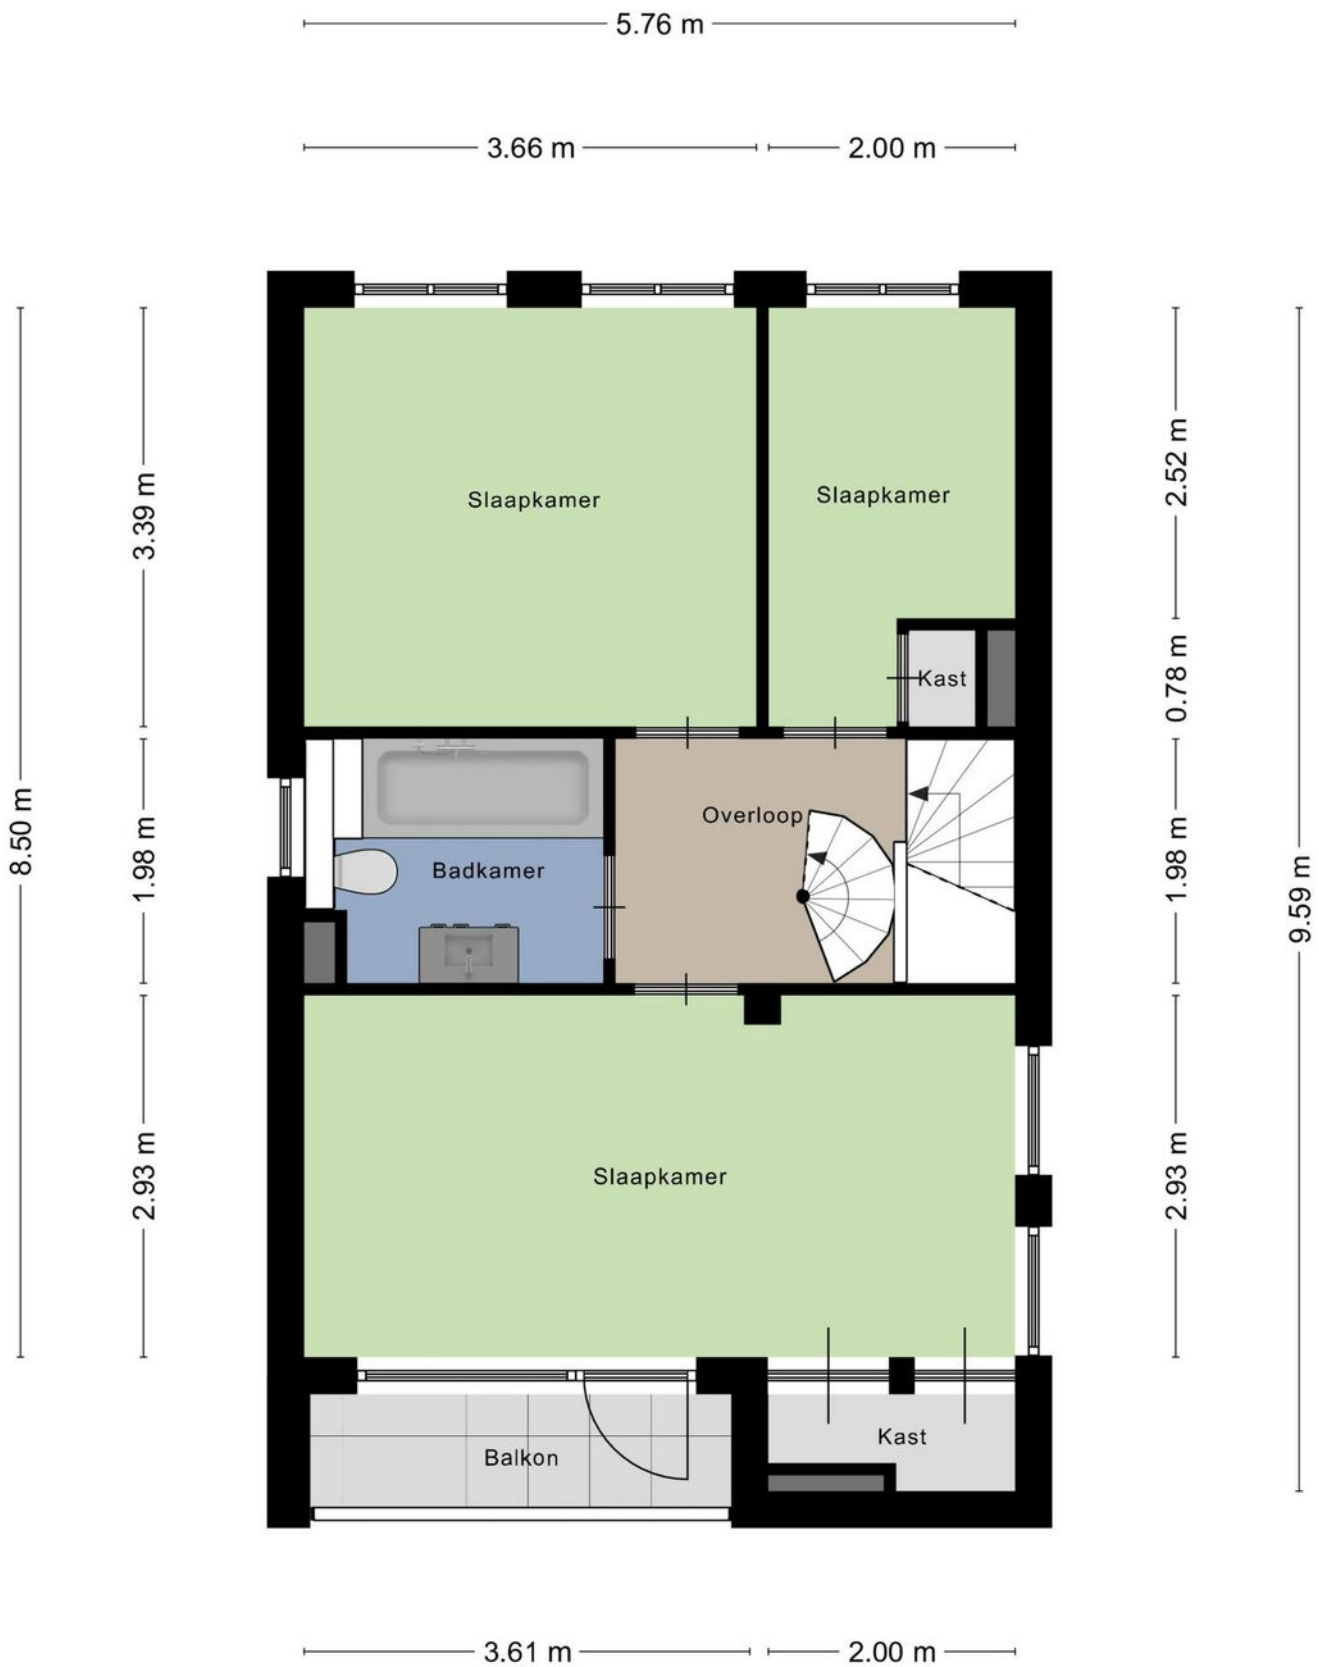 5.76 m
3.66 m
2.00 m
Slaapkamer
Slaapkamer
2.52 m
3.39 m
Kast
0.78 m
Overloop
8.50 m
1.98 m
Badkamer
1.98 m
9.59 m
Slaapkamer
2.93 m
2.93 m
Kast
Balkon
3.61 m
2.00 m